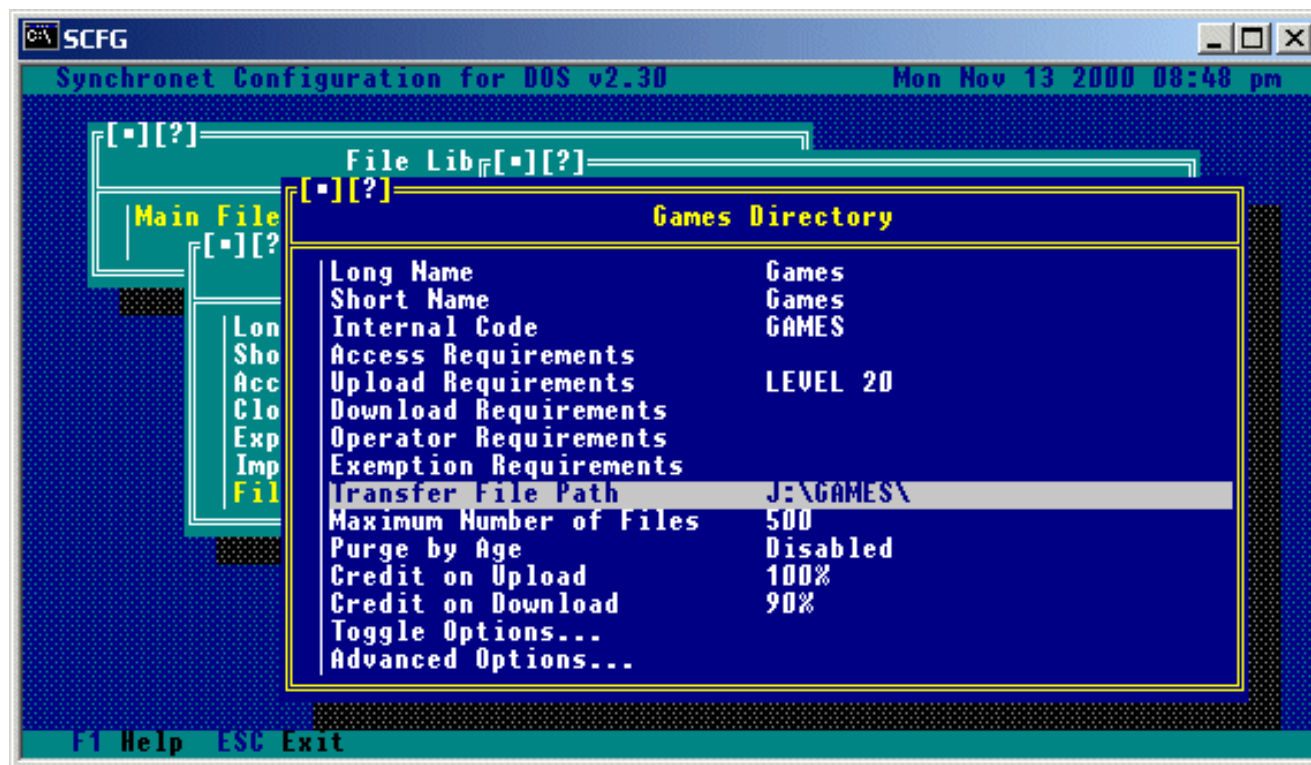 SCFG
Synchronet Configuration for DOS v2.30 Mon Nov 13 2000 08:48 pm
[▪][?]
File Lib [▪][?]
[▪][?]
Main File Games Directory
[▪][?
Long Name Games
Short Name Games
Lon Internal Code GAMES
Sho Access Requirements
Acc Upload Requirements LEVEL 20
Clo Download Requirements
Exp Operator Requirements
Imp Exemption Requirements
Fil Transfer File Path J:\GAMES\
Maximum Number of Files 500
Purge by Age Disabled
Credit on Upload 100%
Credit on Download 90%
Toggle Options...
Advanced Options...
F1 Help ESC Exit